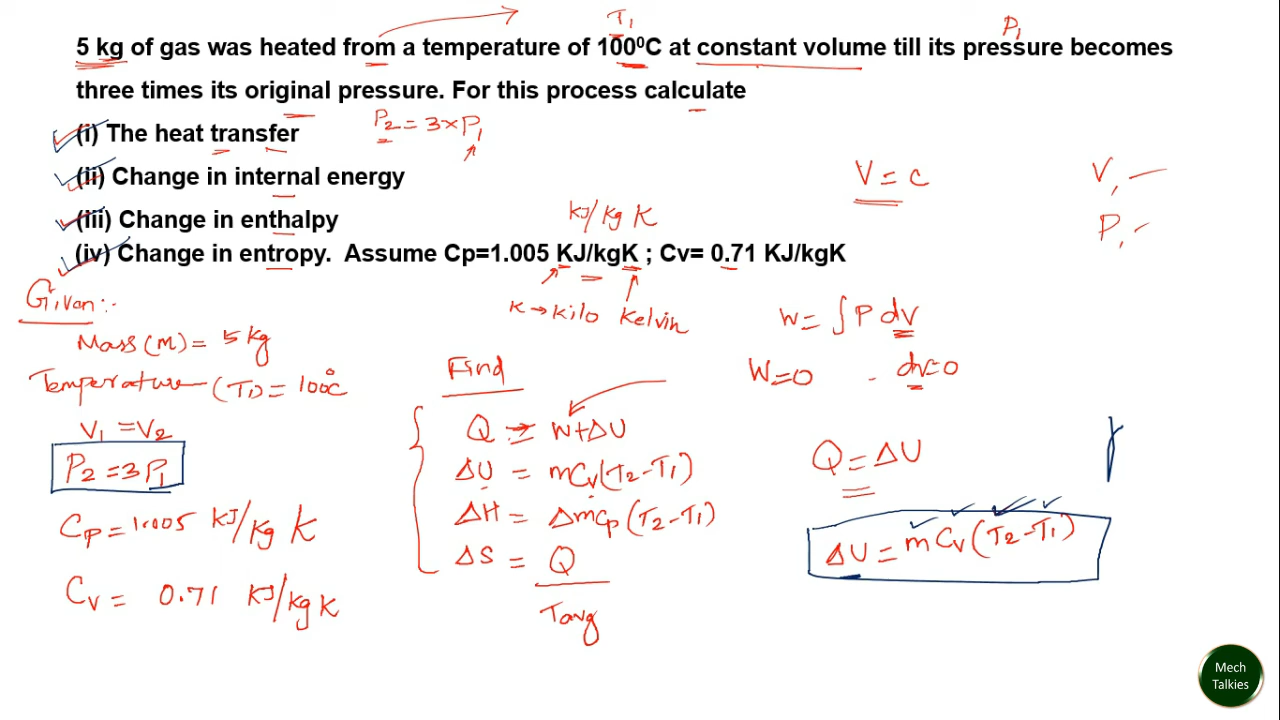 T₁
P₁
5 kg of gas was heated from a temperature of 100⁰C at constant volume till its pressure becomes
three times its original pressure. For this process calculate
(i) The heat transfer
P₂ = 3×P₁
(ii) Change in internal energy
V = C
V₁
(iii) Change in enthalpy
KJ/kg K
P₁
(iv) Change in entropy. Assume Cp=1.005 KJ/kgK ; Cv= 0.71 KJ/kgK
Given:-
K → Kilo Kelvin
W = ∫ P dV
Mass (m) = 5 kg
Temperature (T₁) = 100°C
Find
W=0
dv=0
V₁ = V₂
Q = W+ΔU
P₂ = 3P₁
ΔU = mCv(T₂-T₁)
Q = ΔU
Cp = 1.005 KJ/kg K
ΔH = ΔmCp (T₂-T₁)
ΔU = mCv(T₂-T₁)
ΔS = Q
Tavg
Cv = 0.71 KJ/kg K
Mech
Talkies